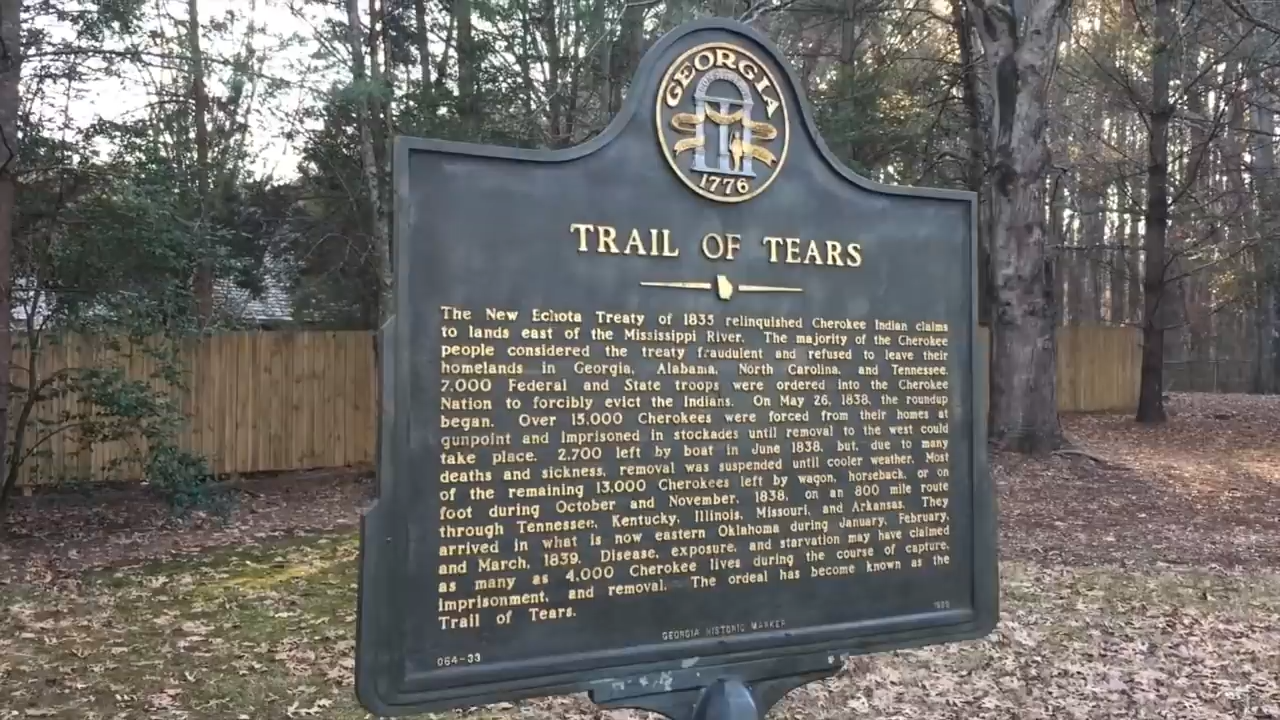 GEORGIA
1776
TRAIL OF TEARS
The New Echota Treaty of 1835 relinquished Cherokee Indian claims
to lands east of the Mississippi River. The majority of the Cherokee
people considered the treaty fraudulent and refused to leave their
homelands in Georgia, Alabama, North Carolina, and Tennessee.
7,000 Federal and State troops were ordered into the Cherokee
Nation to forcibly evict the Indians. On May 26, 1838, the roundup
began. Over 15,000 Cherokees were forced from their homes at
gunpoint and imprisoned in stockades until removal to the west could
take place. 2,700 left by boat in June 1838, but, due to many
deaths and sickness, removal was suspended until cooler weather. Most
of the remaining 13,000 Cherokees left by wagon, horseback, or on
foot during October and November, 1838, on an 800 mile route
through Tennessee, Kentucky, Illinois, Missouri, and Arkansas. They
arrived in what is now eastern Oklahoma during January, February,
and March, 1839. Disease, exposure, and starvation may have claimed
as many as 4,000 Cherokee lives during the course of capture,
imprisonment, and removal. The ordeal has become known as the
Trail of Tears.
064-33
GEORGIA HISTORIC MARKER